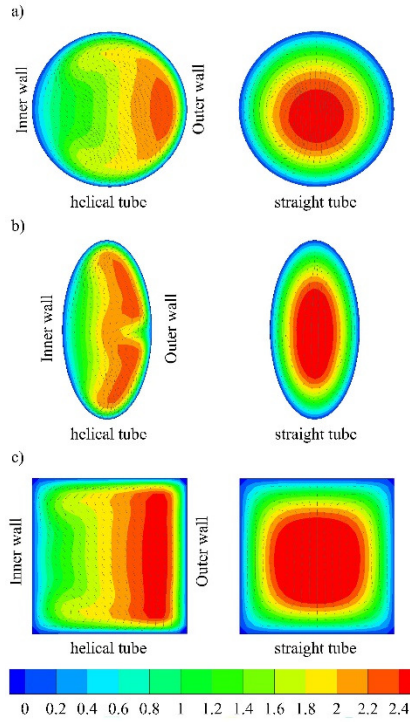 a)
Inner wall
Outer wall
helical tube
straight tube
b)
Inner wall
Outer wall
helical tube
straight tube
c)
Inner wall
Outer wall
helical tube
straight tube
0 0.2 0.4 0.6 0.8 1 1.2 1.4 1.6 1.8 2 2.2 2.4